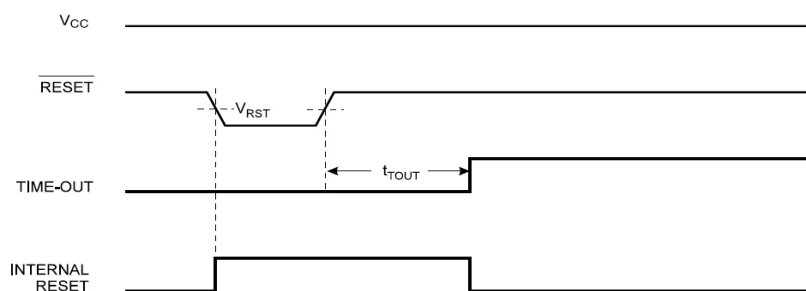 VCC
RESET
VRST
tTOUT
TIME-OUT
INTERNAL
RESET